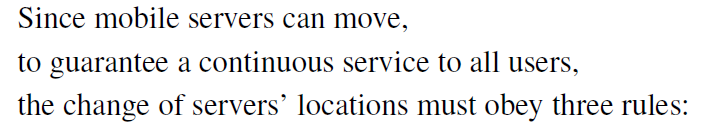 Since mobile servers can move,
to guarantee a continuous service to all users,
the change of servers’ locations must obey three rules: